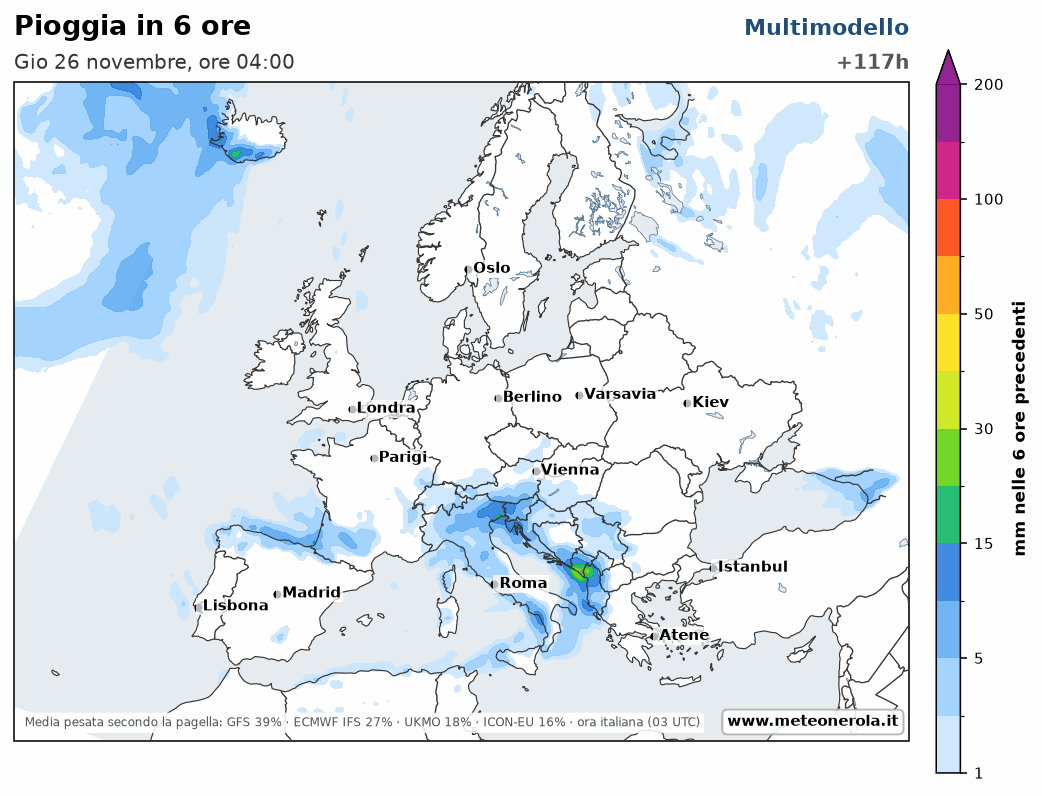 Pioggia in 6 ore
Multimodello
Gio 26 novembre, ore 04:00
+117h
200
100
50
30
15
5
1
mm nelle 6 ore precedenti
Oslo
Berlino
Varsavia
Kiev
Londra
Parigi
Vienna
Istanbul
Roma
Madrid
Lisbona
Atene
Media pesata secondo la pagella: GFS 39% · ECMWF IFS 27% · UKMO 18% · ICON-EU 16% · ora italiana (03 UTC)
www.meteonerola.it